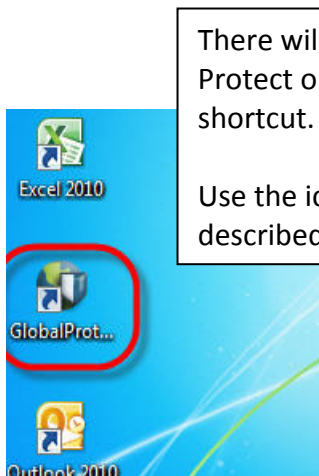 There wil
Protect o
shortcut.
Use the ic
described
Excel 2010
GlobalProt...
Outlook 2010